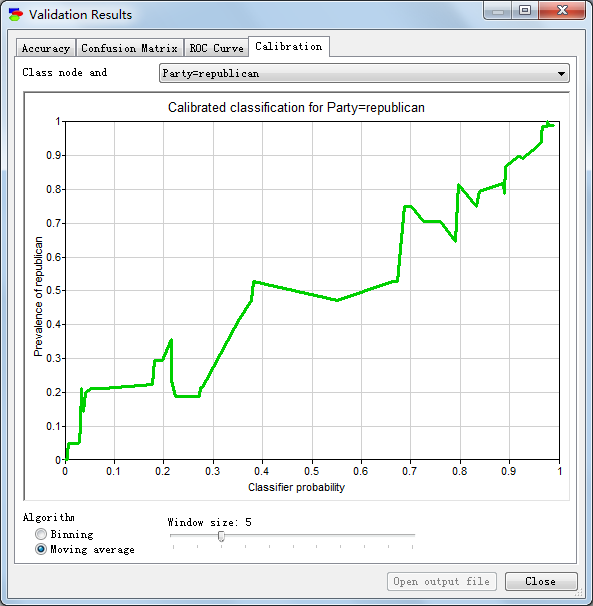 Validation Results
Accuracy Confusion Matrix ROC Curve Calibration
Class node and Party=republican
Calibrated classification for Party=republican
1
0.9
0.8
0.7
0.6
0.5
0.4
0.3
0.2
0.1
0
Prevalence of republican
0 0.1 0.2 0.3 0.4 0.5 0.6 0.7 0.8 0.9 1
Classifier probability
Algorithm
Window size: 5
Binning
Moving average
Open output file Close